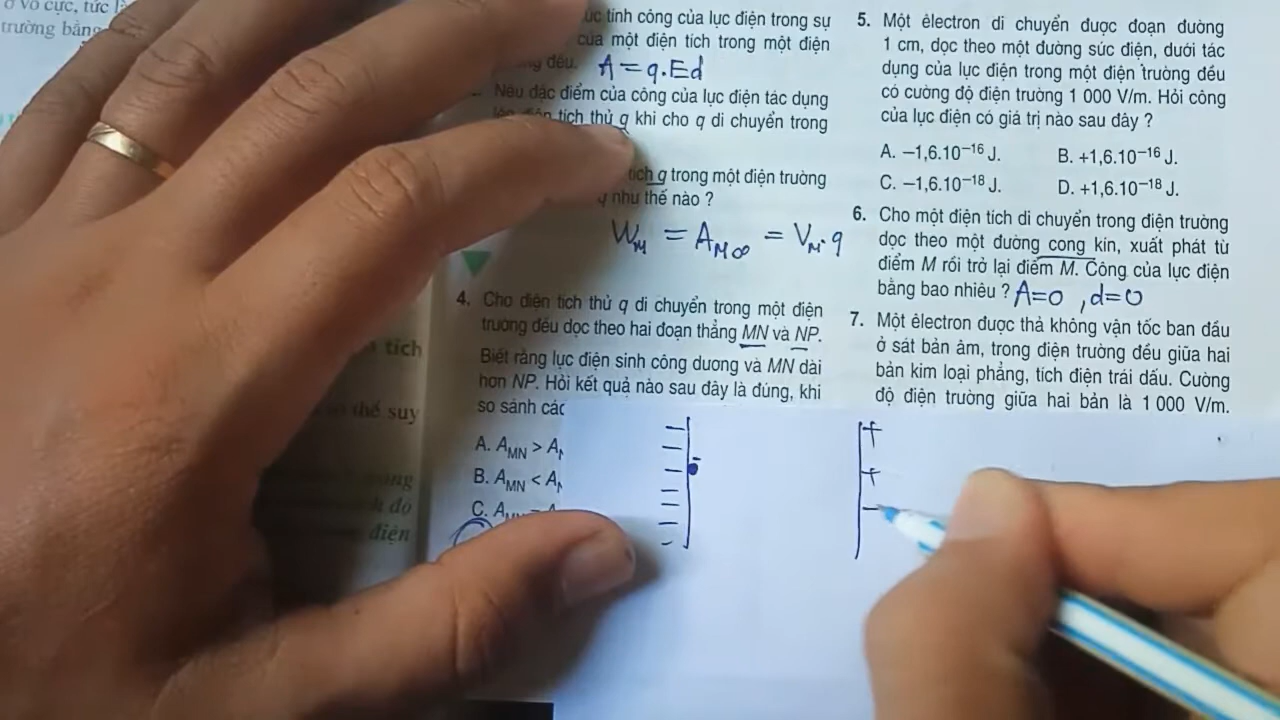 ở vô cực, tức
trường bằng
tích
thế suy
công
đó
điện
úc tính công của lực điện trong sự
của một điện tích trong một điện
đều. A = q.Ed
Nêu đặc điểm của công của lực điện tác dụng
tích thử q khi cho q di chuyển trong
tích q trong một điện trường
như thế nào ?
W_M = A_M∞ = V_M.q
4. Cho điện tích thử q di chuyển trong một điện
trường đều dọc theo hai đoạn thẳng MN và NP.
Biết rằng lực điện sinh công dương và MN dài
hơn NP. Hỏi kết quả nào sau đây là đúng, khi
so sánh các
A. A_MN > A
B. A_MN < A
C. A
5. Một êlectron di chuyển được đoạn đường
1 cm, dọc theo một đường sức điện, dưới tác
dụng của lực điện trong một điện trường đều
có cường độ điện trường 1 000 V/m. Hỏi công
của lực điện có giá trị nào sau đây ?
A. –1,6.10⁻¹⁶ J. B. +1,6.10⁻¹⁶ J.
C. –1,6.10⁻¹⁸ J. D. +1,6.10⁻¹⁸ J.
6. Cho một điện tích di chuyển trong điện trường
dọc theo một đường cong kín, xuất phát từ
điểm M rồi trở lại điểm M. Công của lực điện
bằng bao nhiêu ? A=0 , d=0
7. Một êlectron được thả không vận tốc ban đầu
ở sát bản âm, trong điện trường đều giữa hai
bản kim loại phẳng, tích điện trái dấu. Cường
độ điện trường giữa hai bản là 1 000 V/m.